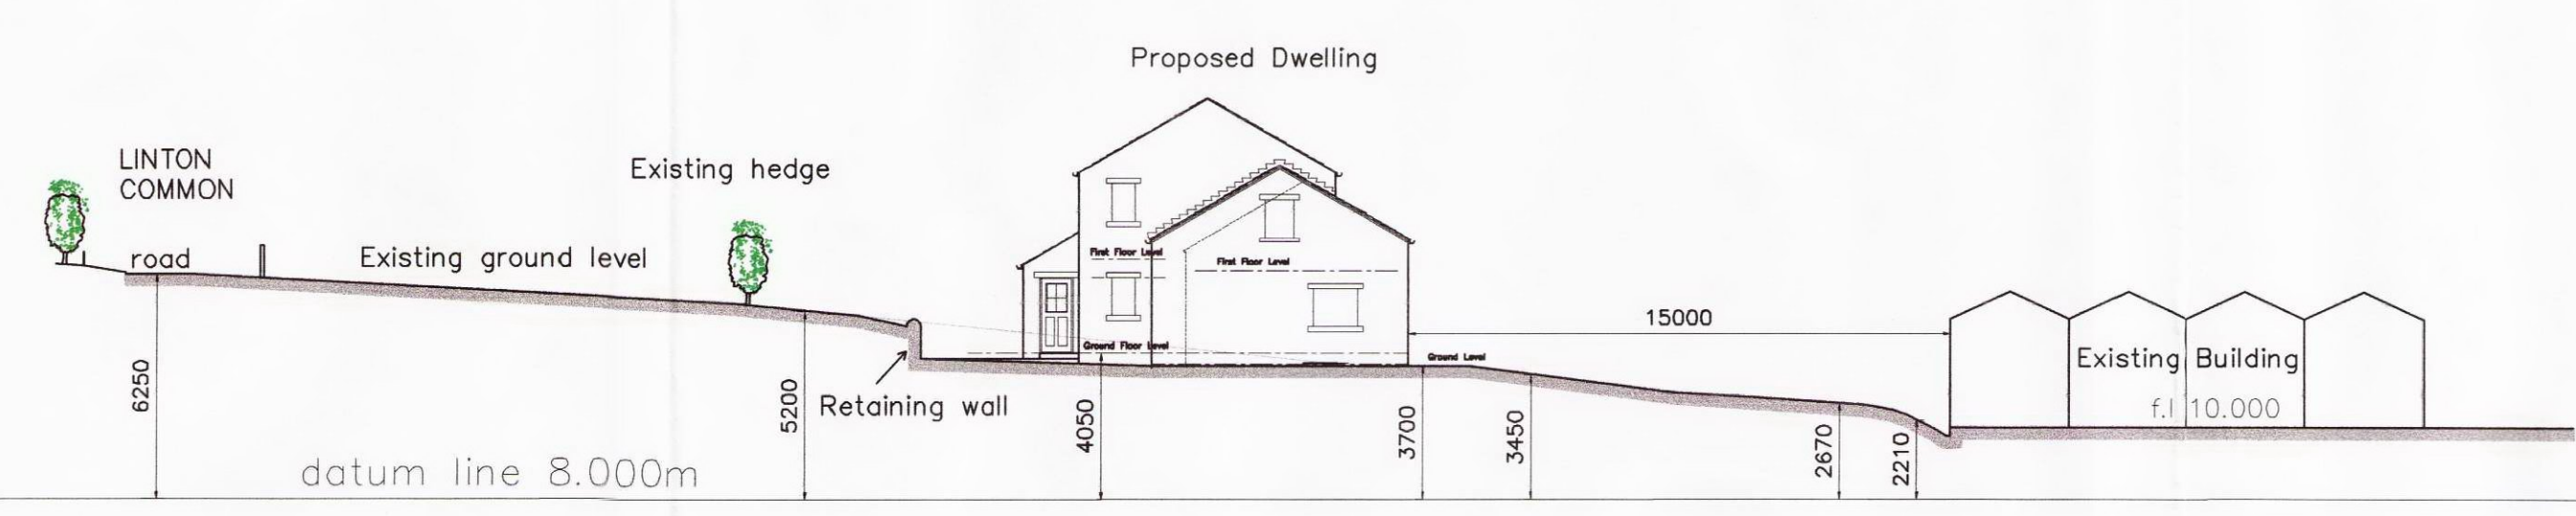 Proposed Dwelling
LINTON
COMMON
Existing hedge
road
Existing ground level
First Floor Level
First Floor Level
15000
Ground Floor Level
Ground Level
Existing Building
6250
5200
Retaining wall
4050
3700
3450
2670
2210
f.l 10.000
datum line 8.000m